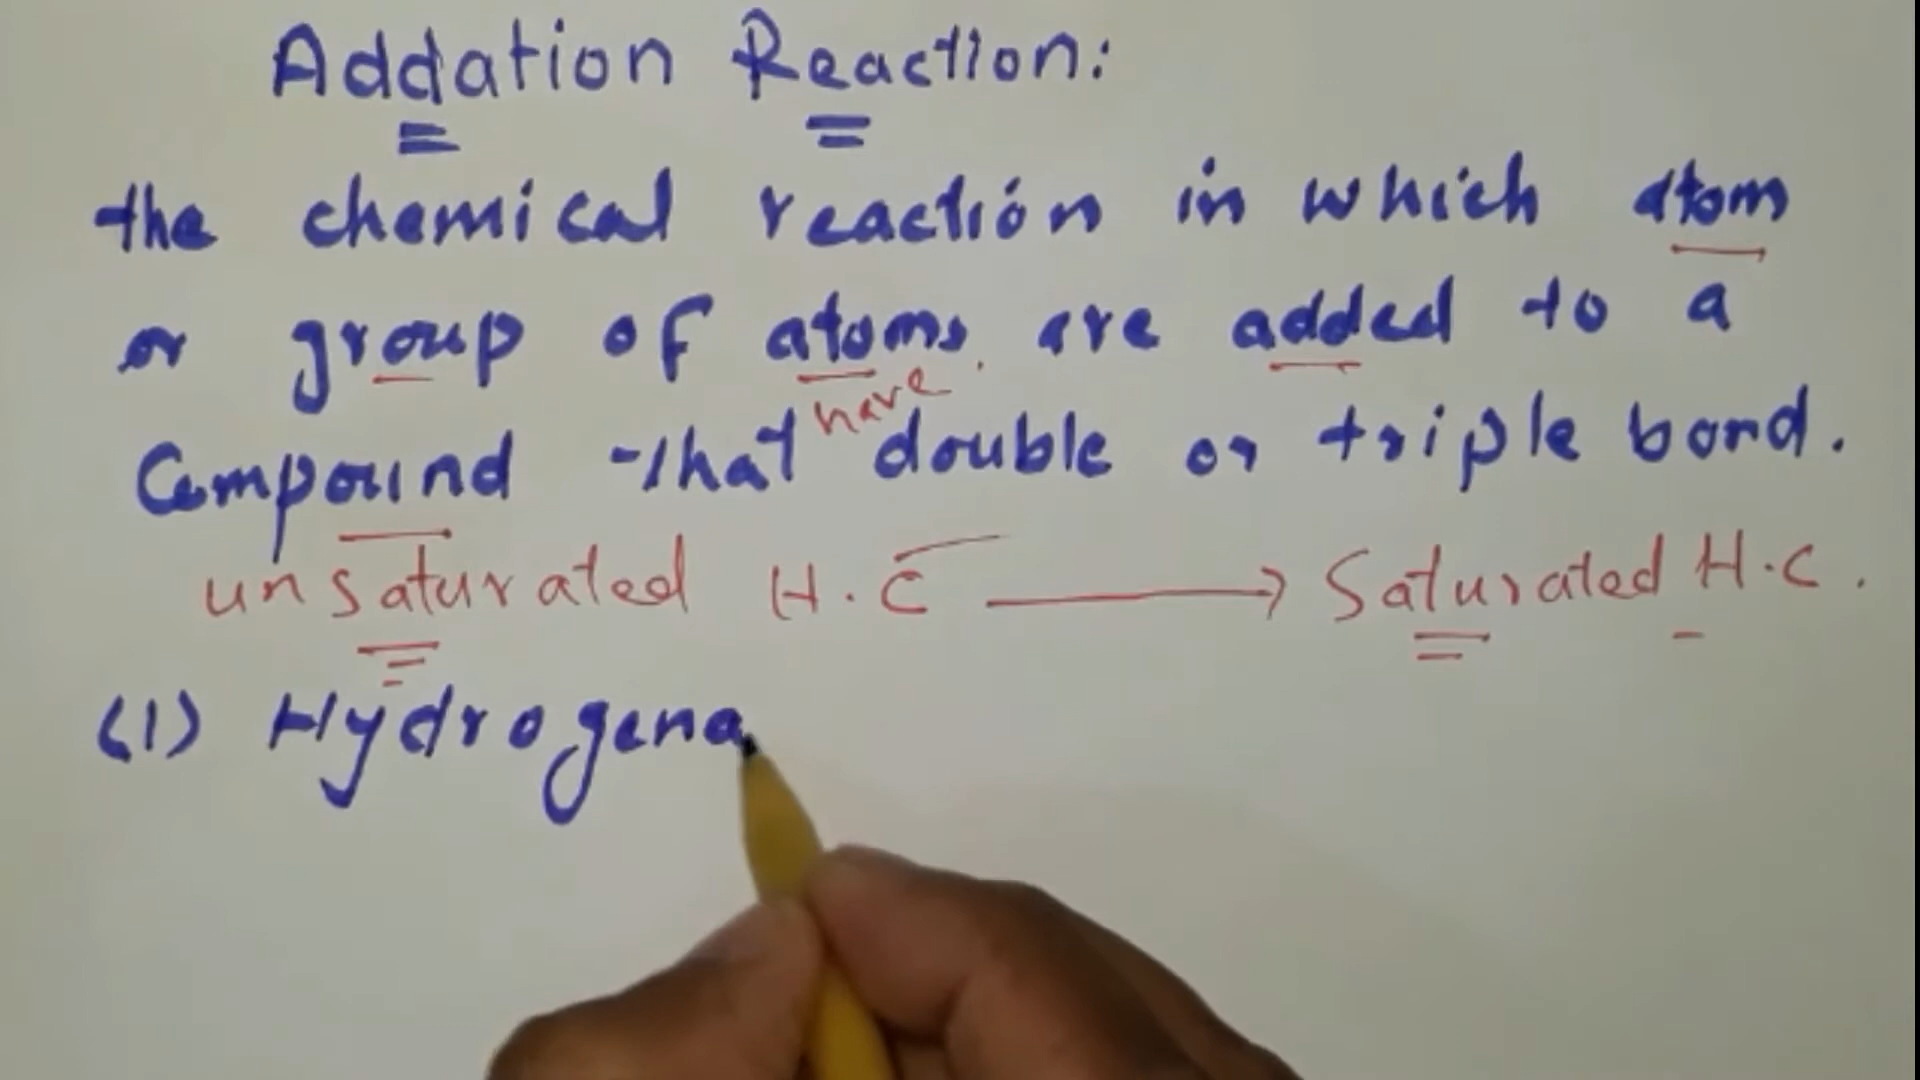 Addation Reaction:
the chemical reaction in which atom
or group of atoms are added to a
Compound that have double or triple bond.
unsaturated H.C → Saturated H.C.
(1) Hydrogena